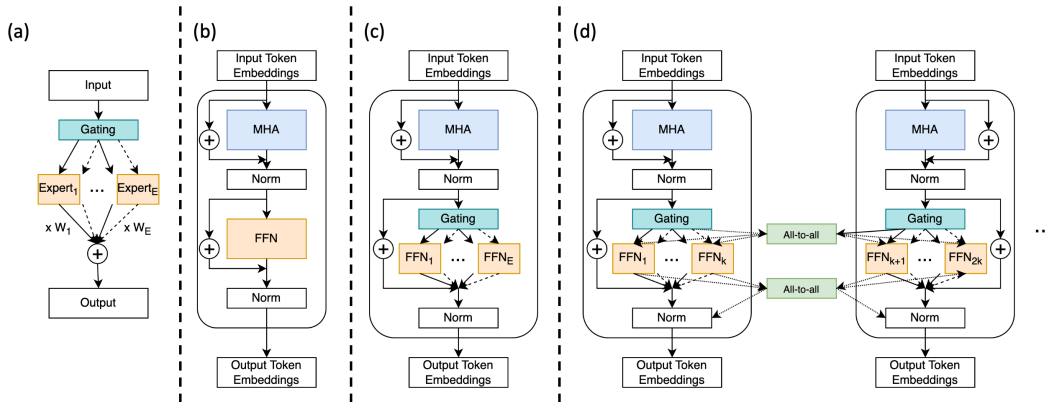 (a)
Input
Gating
Expert1
...
ExpertE
x W1
x WE
+
Output
(b)
Input Token
Embeddings
MHA
+
Norm
FFN
+
Norm
Output Token
Embeddings
(c)
Input Token
Embeddings
MHA
+
Norm
Gating
FFN1
...
FFNE
+
Norm
Output Token
Embeddings
(d)
Input Token
Embeddings
MHA
+
Norm
Gating
FFN1
...
FFNk
+
Norm
Output Token
Embeddings
All-to-all
All-to-all
Input Token
Embeddings
MHA
+
Norm
Gating
FFNk+1
...
FFN2k
+
Norm
Output Token
Embeddings
...